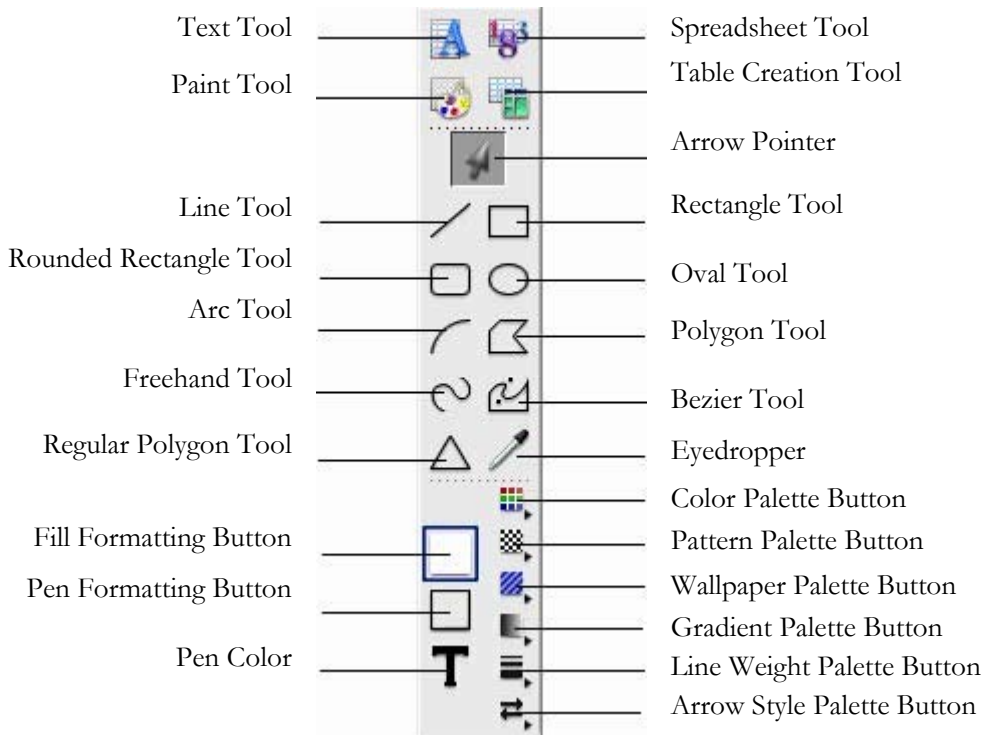 Text Tool
Spreadsheet Tool
Paint Tool
Table Creation Tool
Arrow Pointer
Line Tool
Rectangle Tool
Rounded Rectangle Tool
Oval Tool
Arc Tool
Polygon Tool
Freehand Tool
Bezier Tool
Regular Polygon Tool
Eyedropper
Color Palette Button
Fill Formatting Button
Pattern Palette Button
Pen Formatting Button
Wallpaper Palette Button
Gradient Palette Button
Pen Color
Line Weight Palette Button
Arrow Style Palette Button